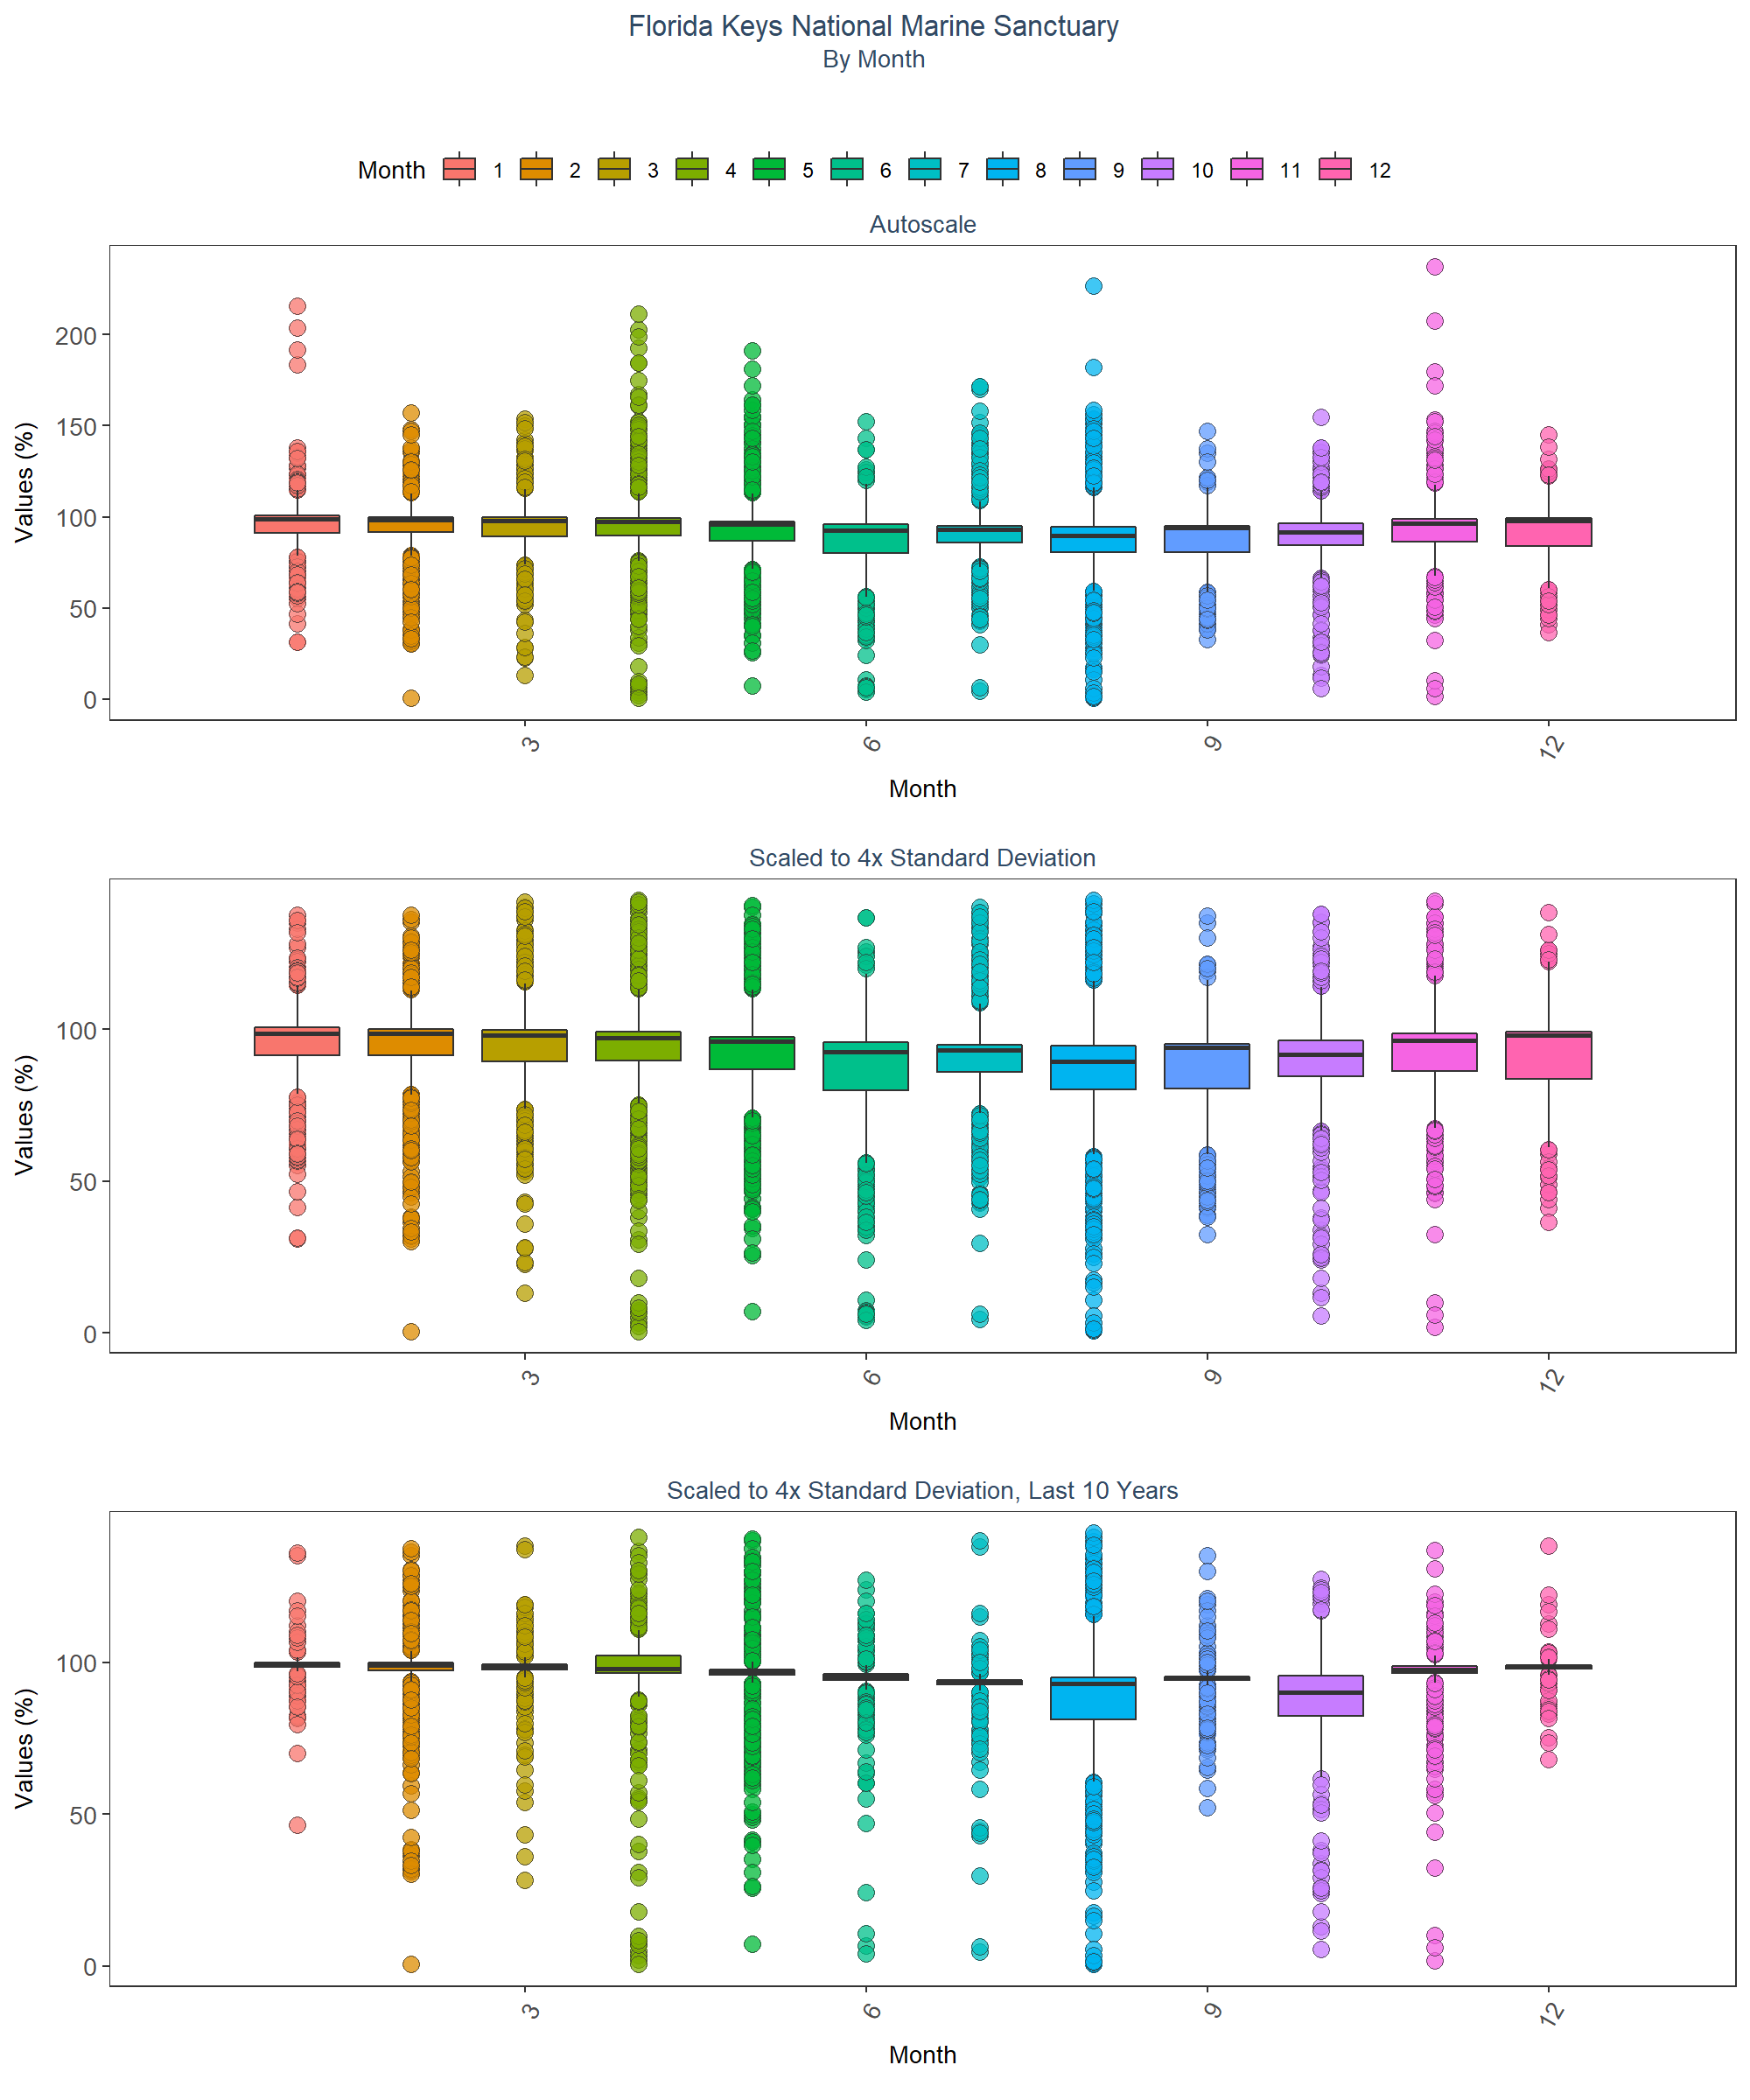 Florida Keys National Marine Sanctuary
By Month
Month 1 2 3 4 5 6 7 8 9 10 11 12
Autoscale
Values (%)
200
150
100
50
0
3 6 9 12
Month
Scaled to 4x Standard Deviation
Values (%)
100
50
0
3 6 9 12
Month
Scaled to 4x Standard Deviation, Last 10 Years
Values (%)
100
50
0
3 6 9 12
Month